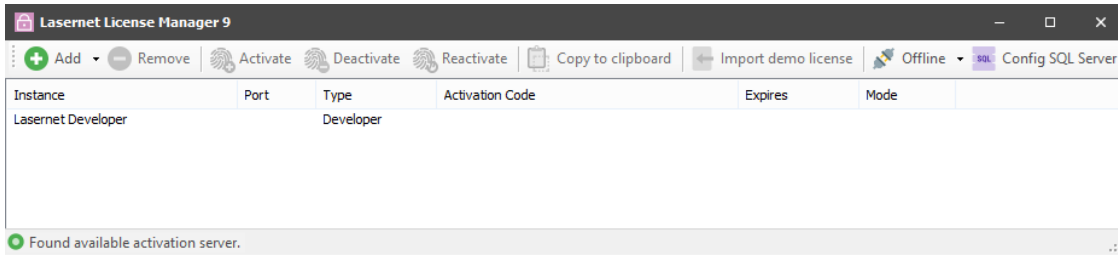 Lasernet License Manager 9
Add Remove Activate Deactivate Reactivate Copy to clipboard Import demo license Offline SQL Config SQL Server
Instance Port Type Activation Code Expires Mode
Lasernet Developer Developer
Found available activation server.